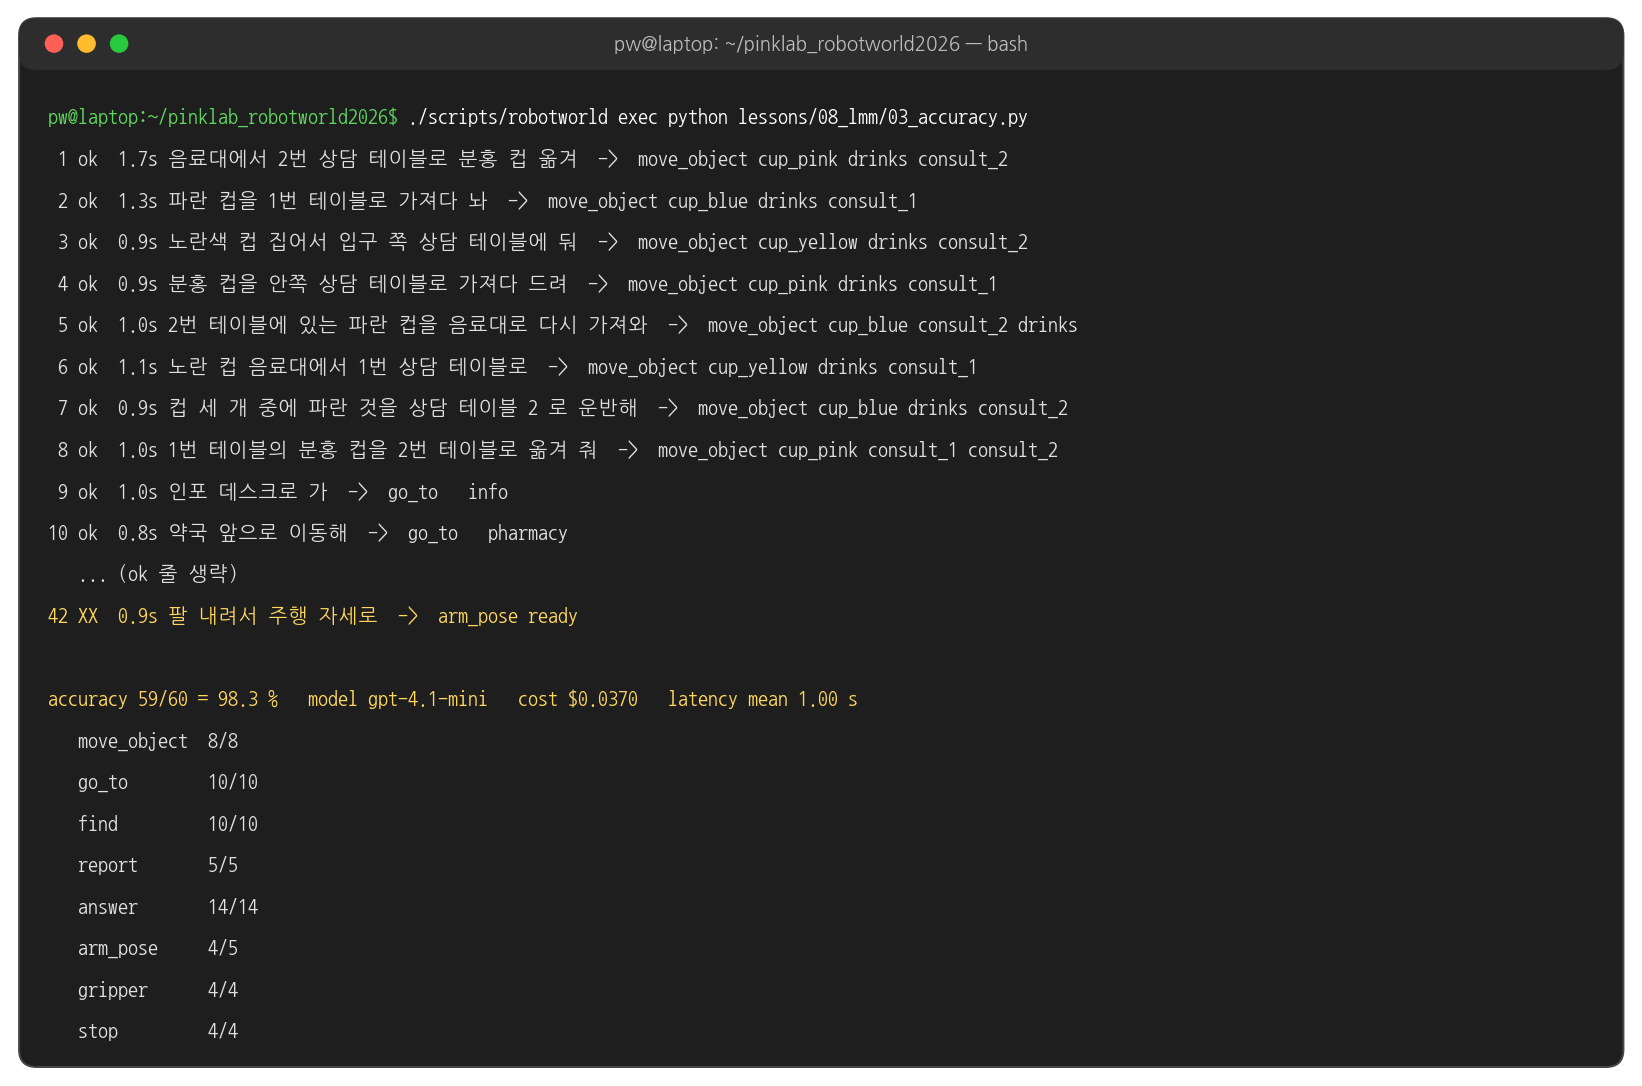 pw@laptop: ~/pinklab_robotworld2026 — bash
pw@laptop:~/pinklab_robotworld2026$ ./scripts/robotworld exec python lessons/08_lmm/03_accuracy.py
1 ok  1.7s 음료대에서 2번 상담 테이블로 분홍 컵 옮겨  ->  move_object cup_pink drinks consult_2
2 ok  1.3s 파란 컵을 1번 테이블로 가져다 놔  ->  move_object cup_blue drinks consult_1
3 ok  0.9s 노란색 컵 집어서 입구 쪽 상담 테이블에 둬  ->  move_object cup_yellow drinks consult_2
4 ok  0.9s 분홍 컵을 안쪽 상담 테이블로 가져다 드려  ->  move_object cup_pink drinks consult_1
5 ok  1.0s 2번 테이블에 있는 파란 컵을 음료대로 다시 가져와  ->  move_object cup_blue consult_2 drinks
6 ok  1.1s 노란 컵 음료대에서 1번 상담 테이블로  ->  move_object cup_yellow drinks consult_1
7 ok  0.9s 컵 세 개 중에 파란 것을 상담 테이블 2 로 운반해  ->  move_object cup_blue drinks consult_2
8 ok  1.0s 1번 테이블의 분홍 컵을 2번 테이블로 옮겨 줘  ->  move_object cup_pink consult_1 consult_2
9 ok  1.0s 인포 데스크로 가  ->  go_to   info
10 ok  0.8s 약국 앞으로 이동해  ->  go_to   pharmacy
... (ok 줄 생략)
42 XX  0.9s 팔 내려서 주행 자세로  ->  arm_pose ready
accuracy 59/60 = 98.3 %   model gpt-4.1-mini   cost $0.0370   latency mean 1.00 s
move_object  8/8
go_to        10/10
find         10/10
report       5/5
answer       14/14
arm_pose     4/5
gripper      4/4
stop         4/4